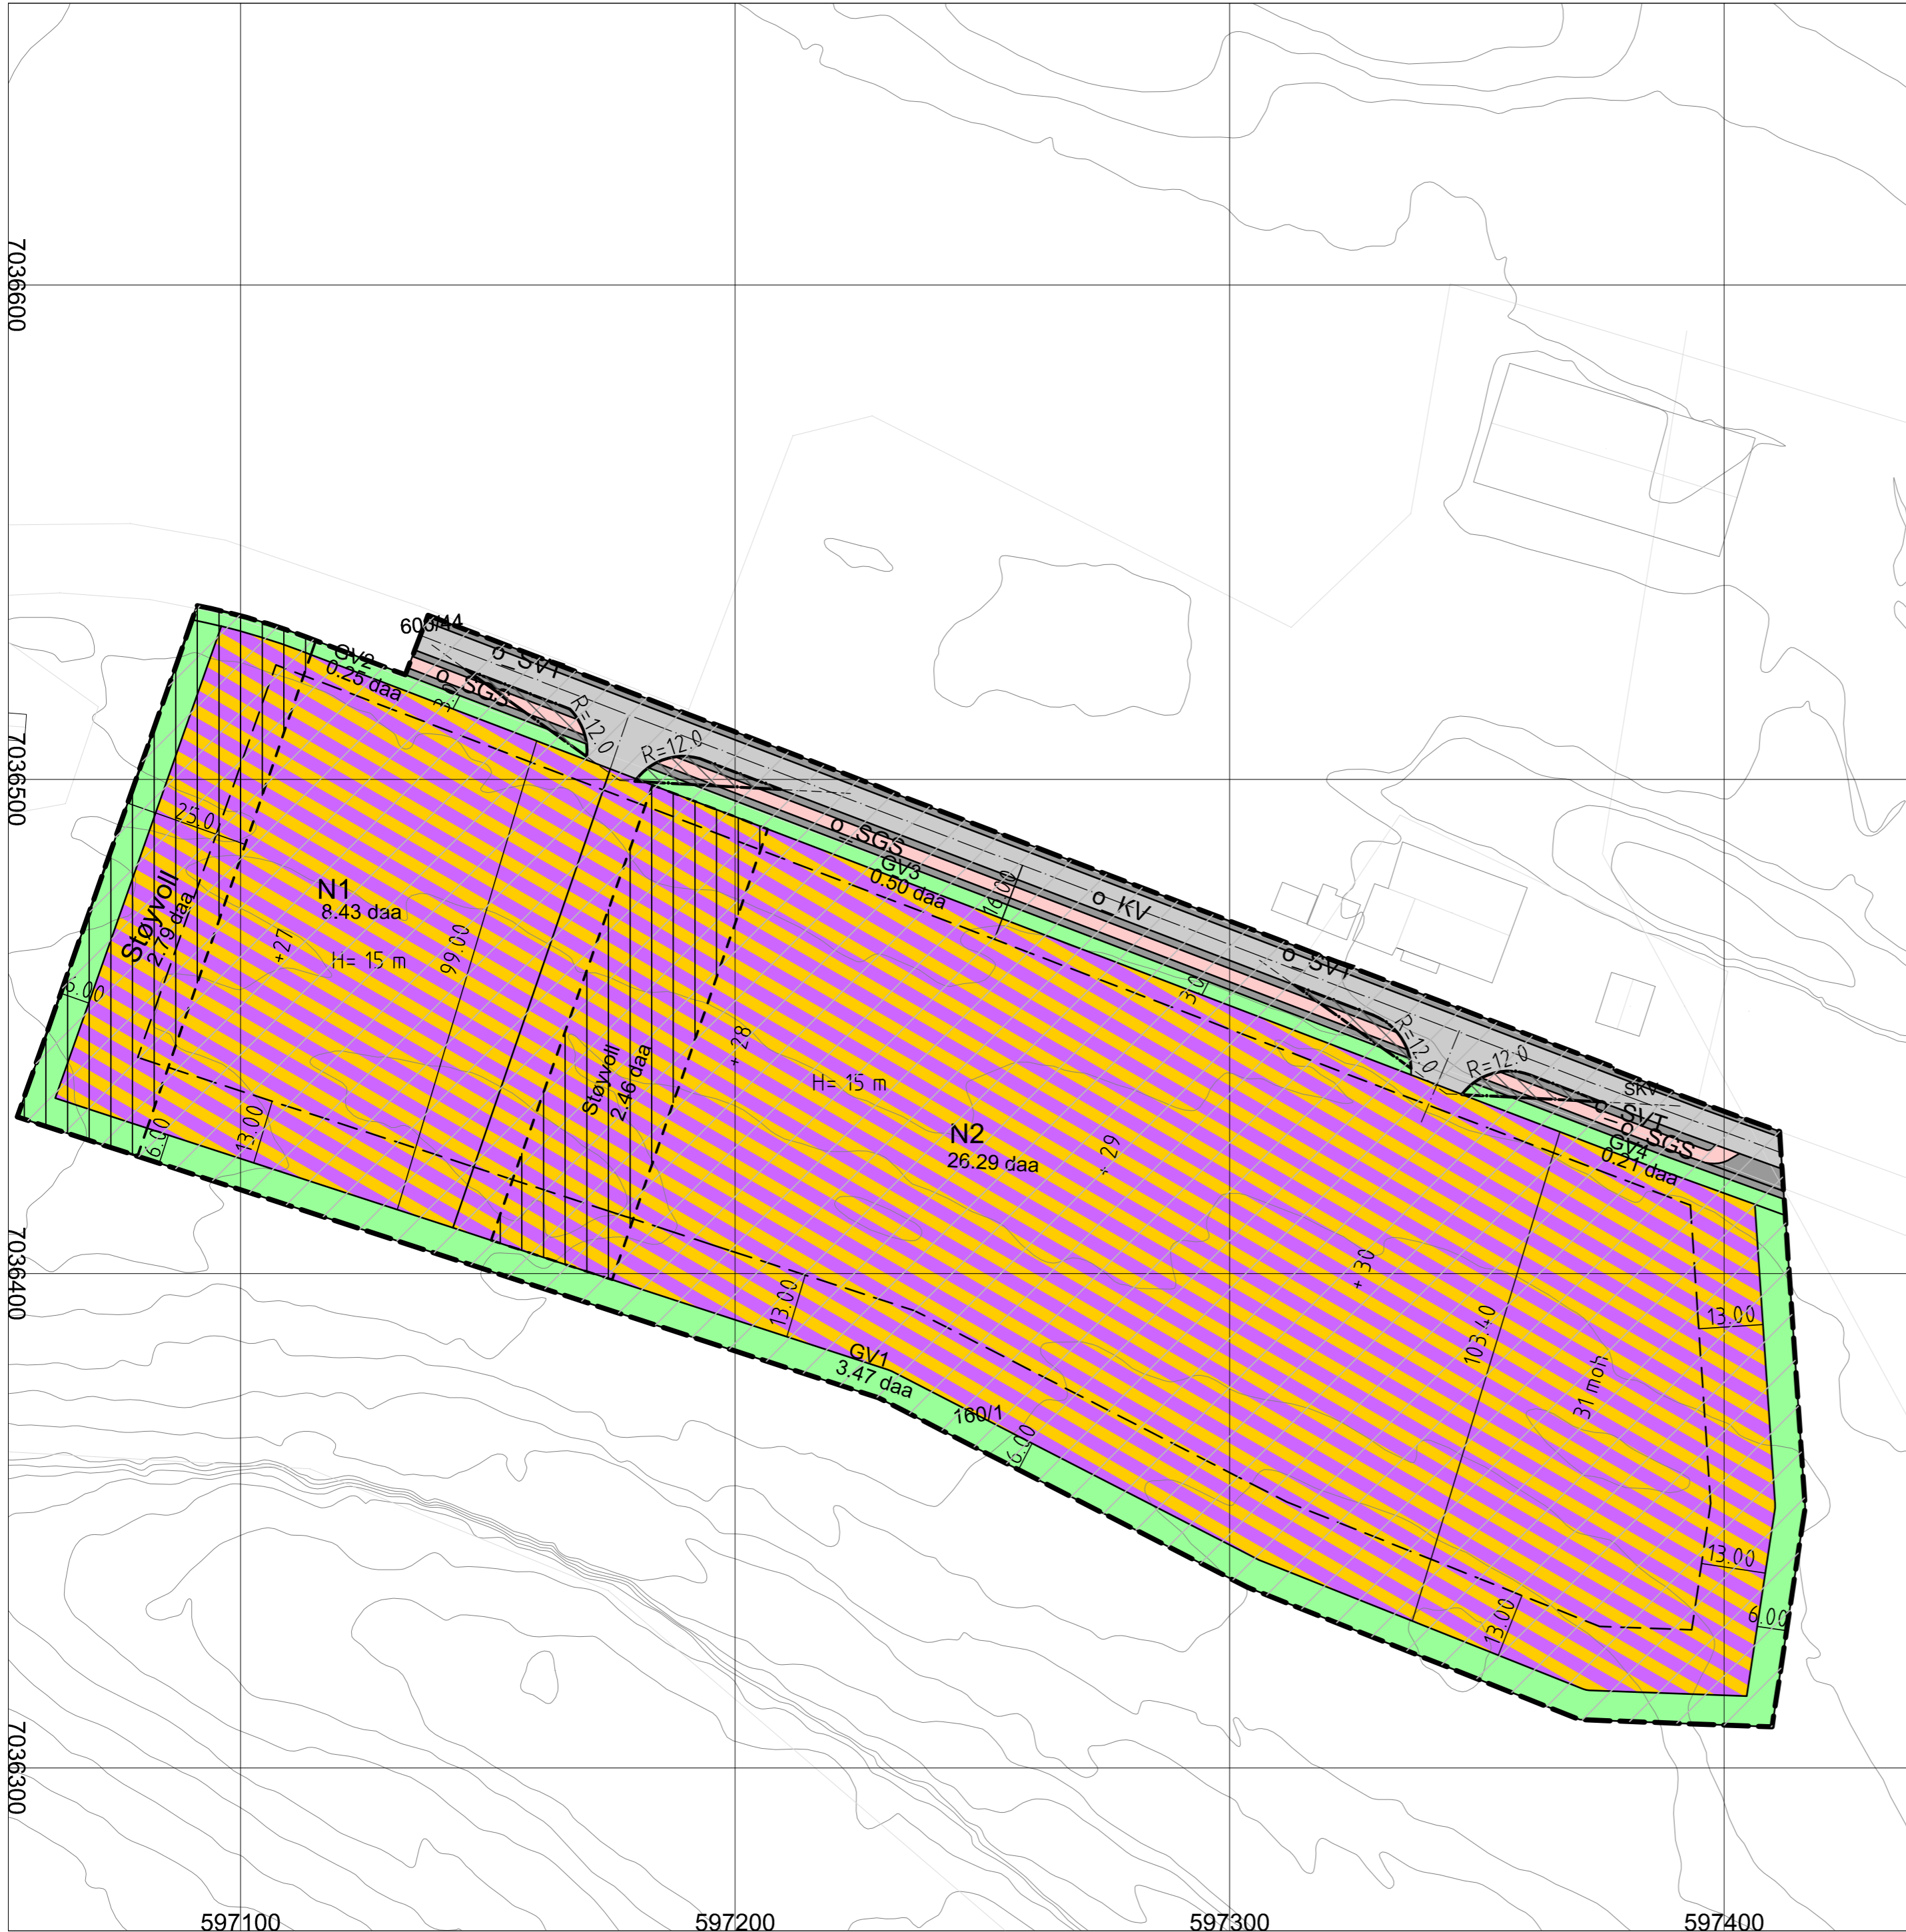 7036600
603/44
o_SVT
GV2
0.25 daa
o_SGS
3.0
R=12.0
R=12.0
7036500
25.0
o_SGS
GV3
0.50 daa
16.00
o_KV
N1
8.43 daa
Støyvoll
2.79 daa
+27
H= 15 m
99.00
o_SVT
3.0
6.00
R=12.0
R=12.0
SKV
o_SVT
o_SGS
GV4
0.21 daa
Støyvoll
2.46 daa
+ 28
H= 15 m
N2
26.29 daa
+ 29
6.00
13.00
7036400
+ 30
13.00
13.00
103.40
GV1
3.47 daa
31 moh
160/1
6.00
13.00
13.00
6.00
7036300
597100
597200
597300
597400